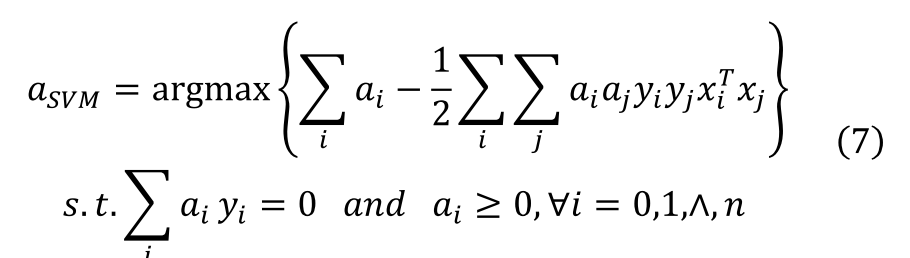 a_{SVM} = argmax{∑_i a_i − 1/2 ∑_i ∑_j a_i a_j y_i y_j x_i^T x_j}
(7)
s.t. ∑_i a_i y_i = 0 and a_i ≥ 0, ∀i = 0,1,∧, n